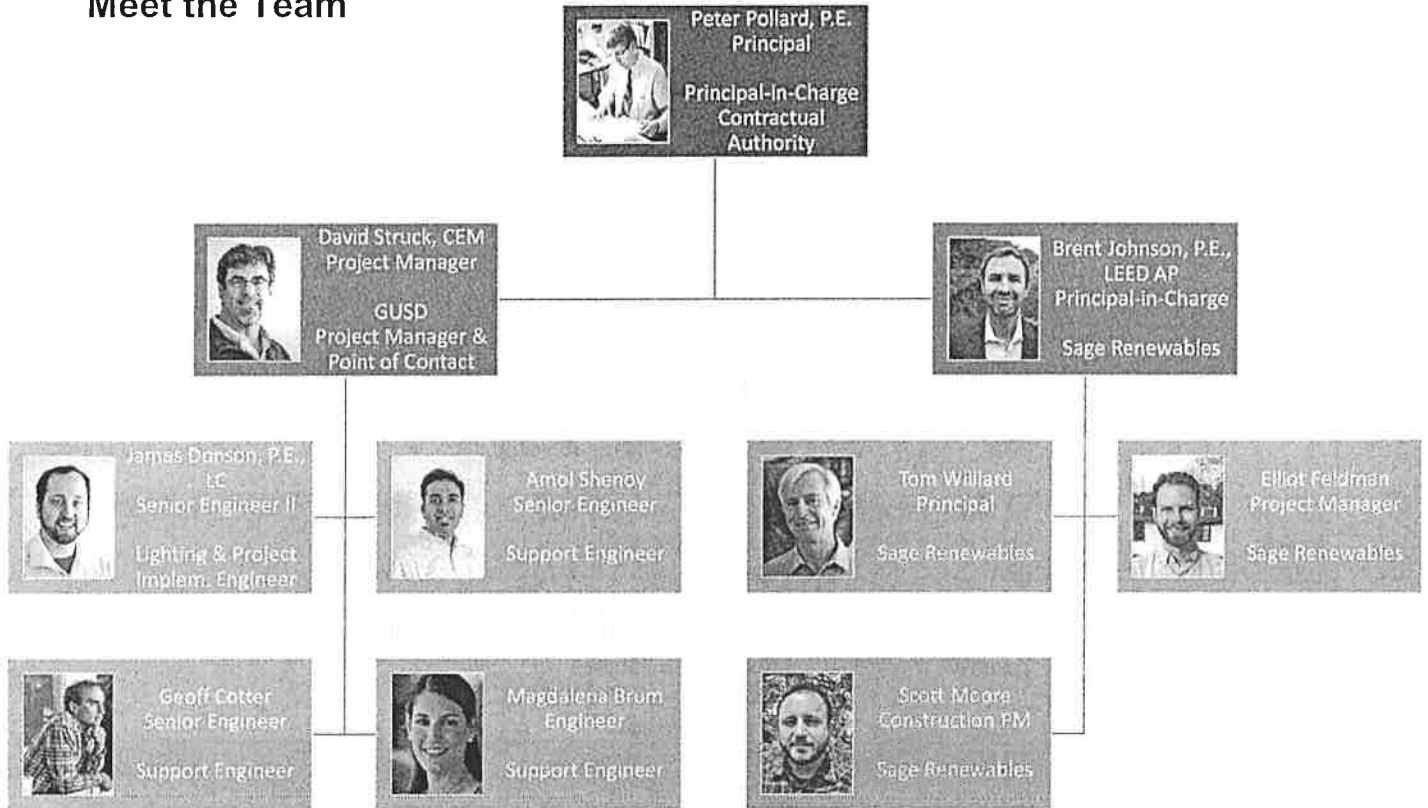 Meet the Team
Peter Pollard, P.E.
Principal
Principal-in-Charge
Contractual
Authority
David Struck, CEM
Project Manager
GUSD
Project Manager &
Point of Contact
Brent Johnson, P.E.,
LEED AP
Principal-in-Charge
Sage Renewables
James Donson, P.E.,
LC
Senior Engineer II
Lighting & Project
Implem. Engineer
Amol Shenoy
Senior Engineer
Support Engineer
Tom Williard
Principal
Sage Renewables
Elliot Feldman
Project Manager
Sage Renewables
Geoff Cotter
Senior Engineer
Support Engineer
Magdalena Brum
Engineer
Support Engineer
Scott Moore
Construction PM
Sage Renewables